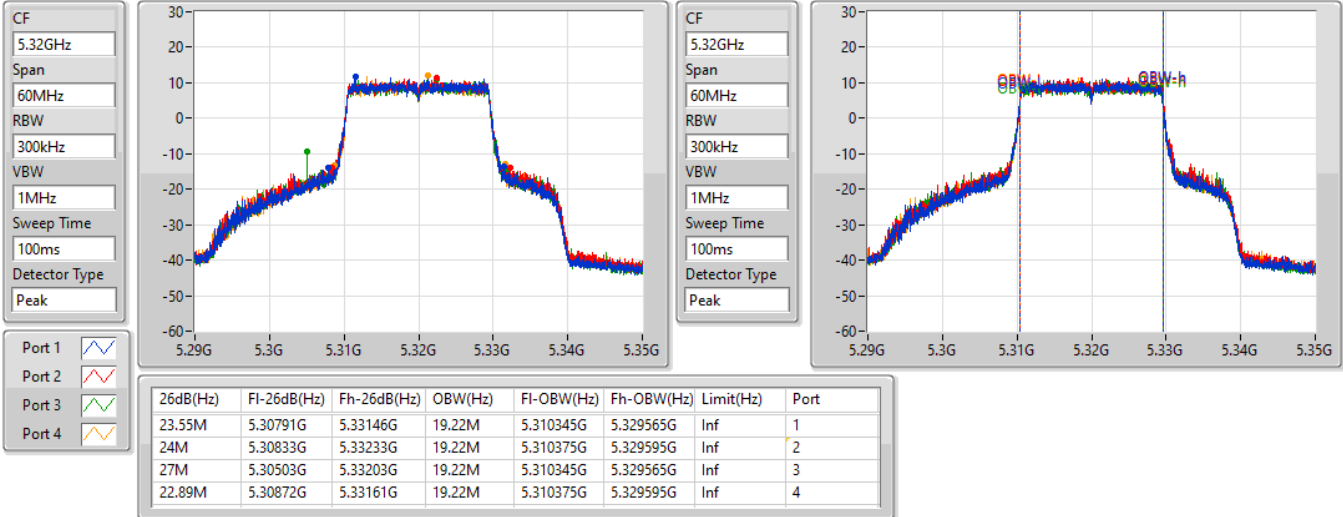 CF
5.32GHz
Span
60MHz
RBW
300kHz
VBW
1MHz
Sweep Time
100ms
Detector Type
Peak
30
20
10
0
-10
-20
-30
-40
-50
-60
5.29G 5.3G 5.31G 5.32G 5.33G 5.34G 5.35G
CF
5.32GHz
Span
60MHz
RBW
300kHz
VBW
1MHz
Sweep Time
100ms
Detector Type
Peak
30
20
10
0
-10
-20
-30
-40
-50
-60
OBW-h
5.29G 5.3G 5.31G 5.32G 5.33G 5.34G 5.35G
Port 1
Port 2
Port 3
Port 4
26dB(Hz) Fl-26dB(Hz) Fh-26dB(Hz) OBW(Hz) Fl-OBW(Hz) Fh-OBW(Hz) Limit(Hz) Port
23.55M 5.30791G 5.33146G 19.22M 5.310345G 5.329565G Inf 1
24M 5.30833G 5.33233G 19.22M 5.310375G 5.329595G Inf 2
27M 5.30503G 5.33203G 19.22M 5.310345G 5.329565G Inf 3
22.89M 5.30872G 5.33161G 19.22M 5.310375G 5.329595G Inf 4